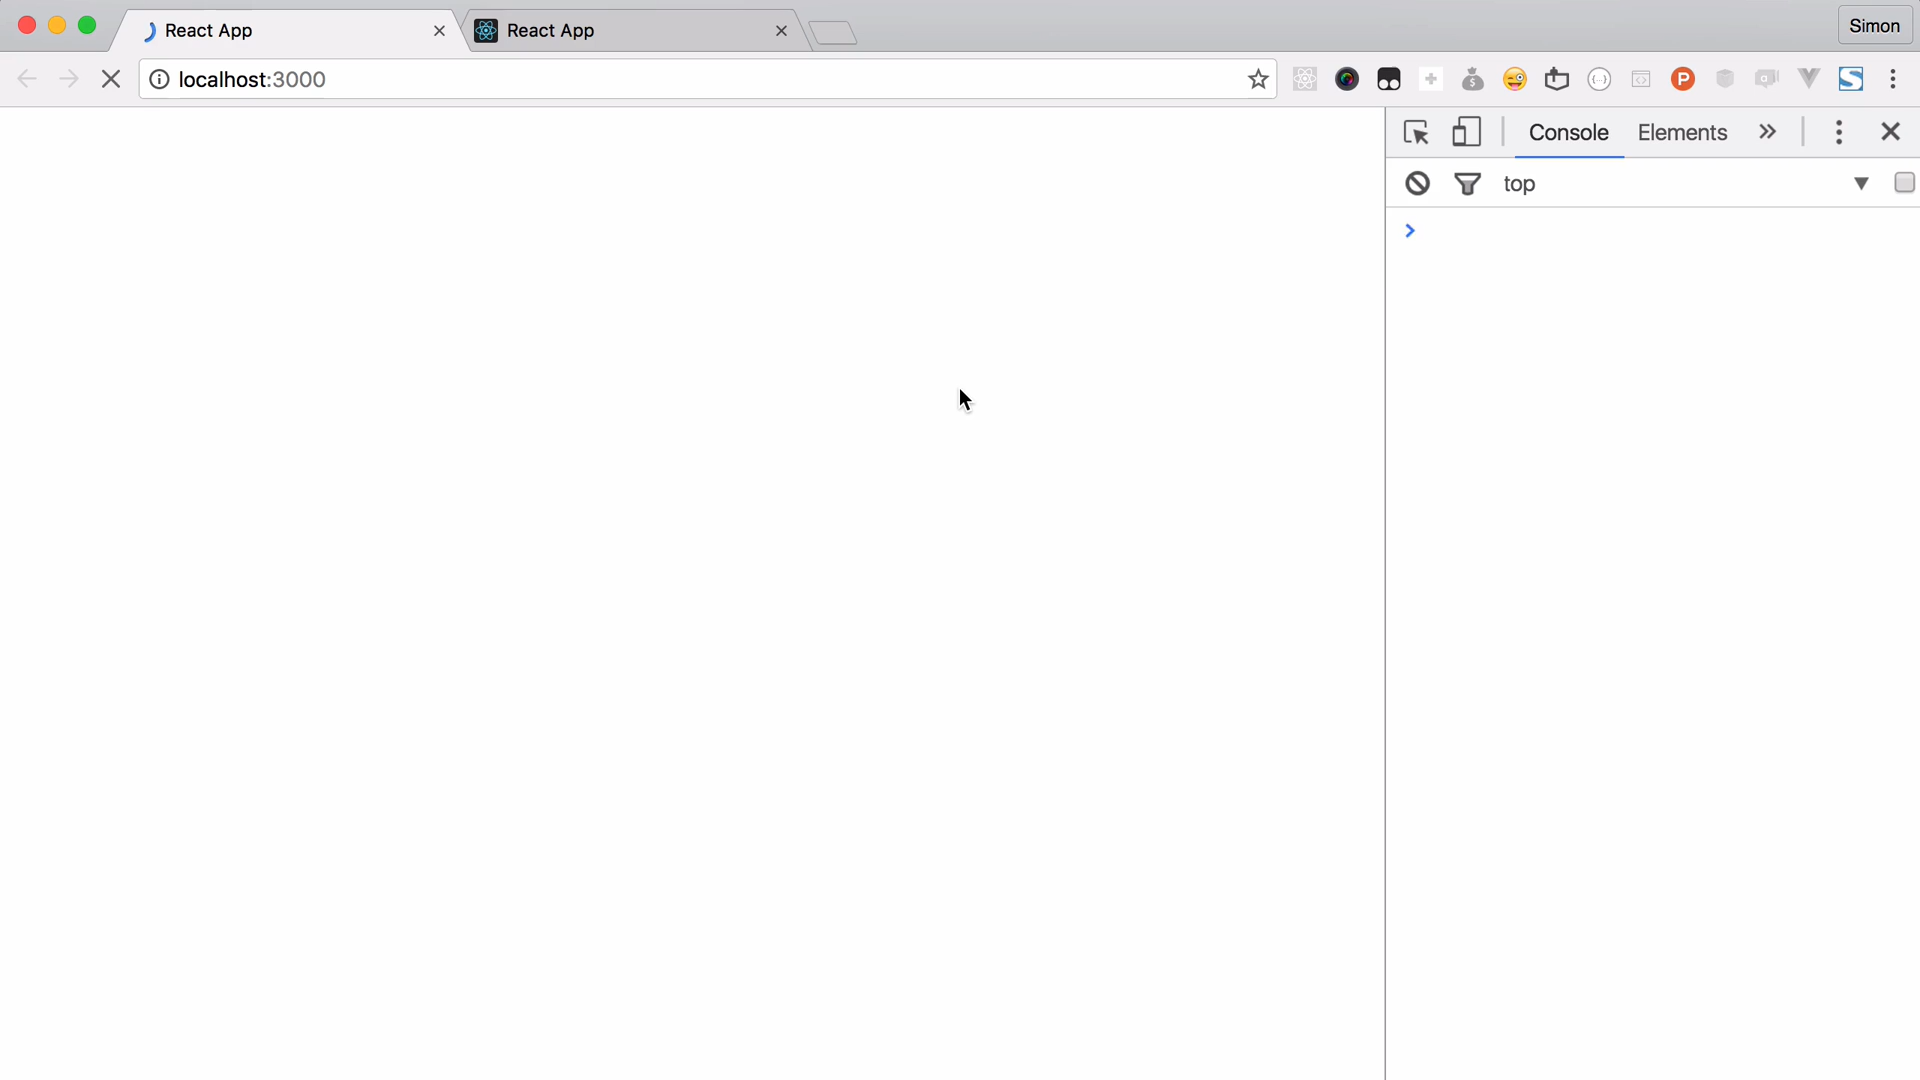 React App
React App
Simon
localhost:3000
P
Console
Elements
top